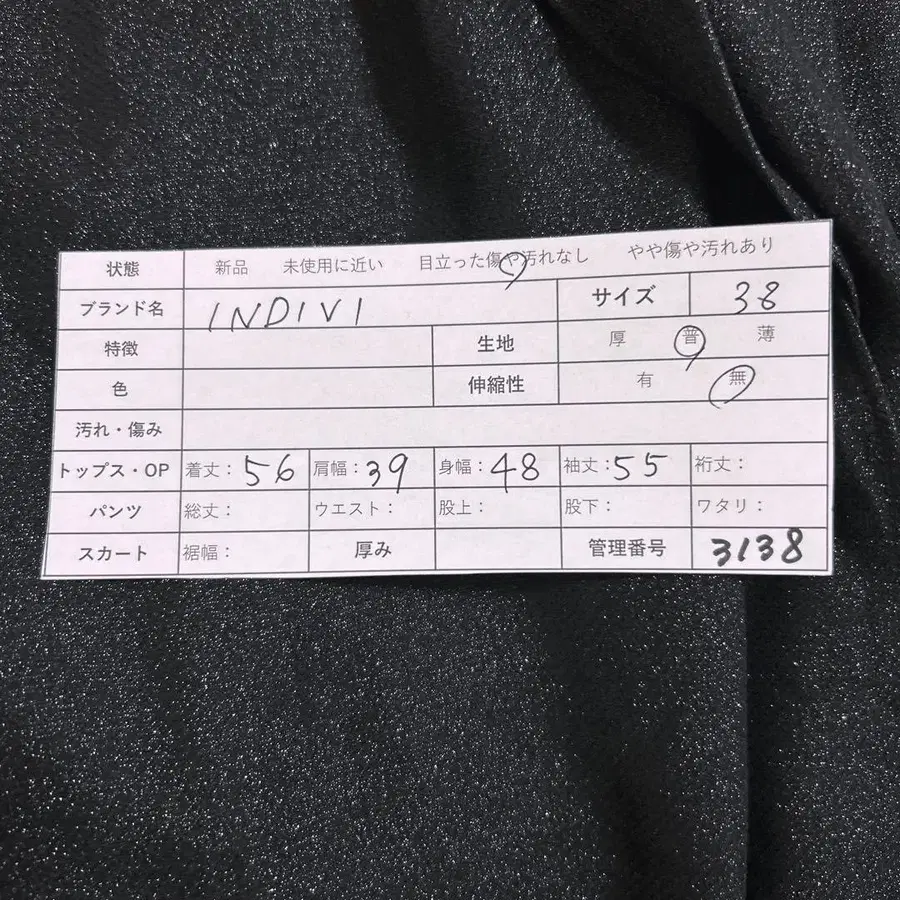 状態 新品 未使用に近い 目立った傷や汚れなし やや傷や汚れあり
ブランド名 INDIVI サイズ 38
特徴 生地 厚 普 薄
色 伸縮性 有 無
汚れ・傷み
トップス・OP 着丈：56 肩幅：39 身幅：48 袖丈：55 裄丈：
パンツ 総丈： ウエスト： 股上： 股下： ワタリ：
スカート 裾幅： 厚み 管理番号 3138